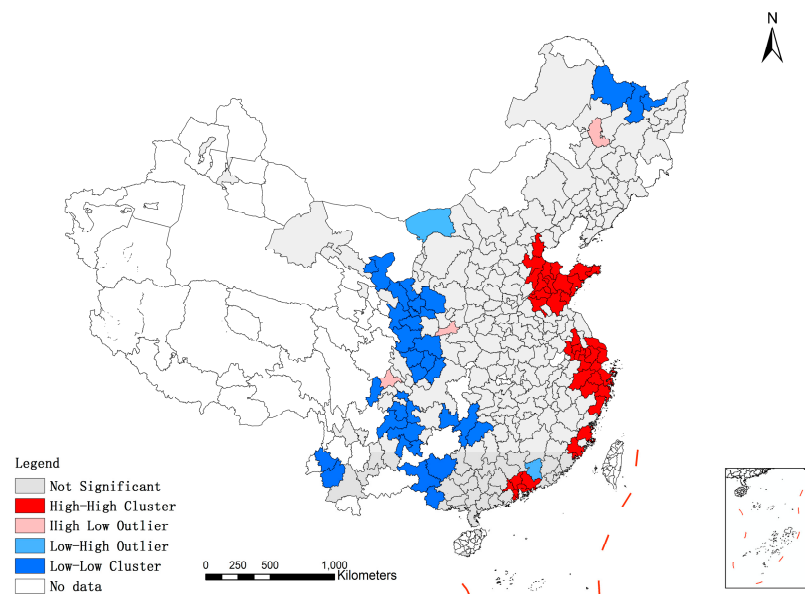 N
Legend
Not Significant
High-High Cluster
High Low Outlier
Low-High Outlier
Low-Low Cluster
No data
0 250 500 1,000
Kilometers